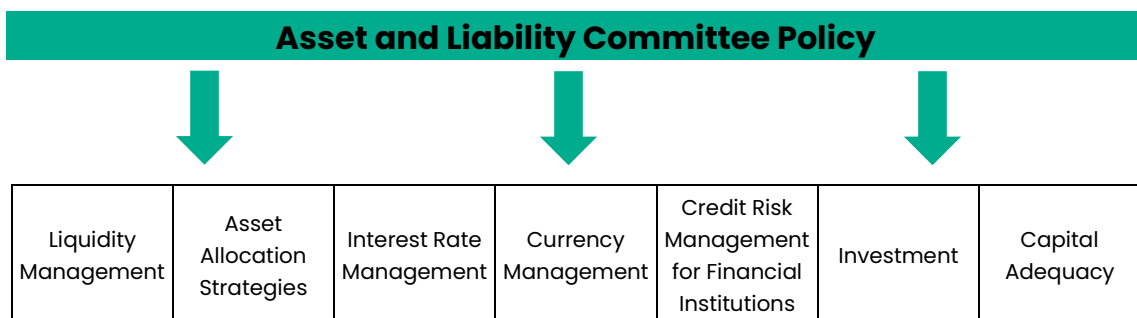 Asset and Liability Committee Policy
Liquidity
Management
Asset
Allocation
Strategies
Interest Rate
Management
Currency
Management
Credit Risk
Management
for Financial
Institutions
Investment
Capital
Adequacy